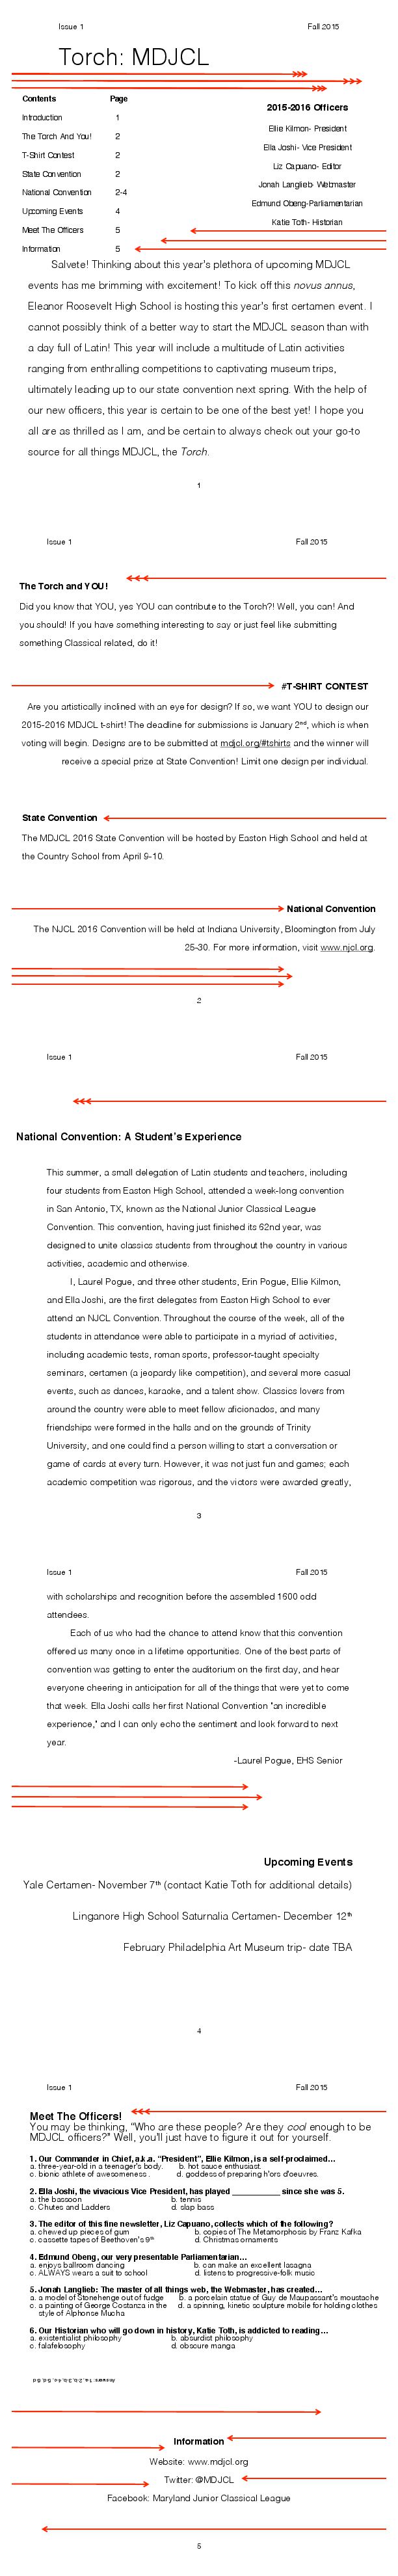 Issue 1 Fall 2015
Torch: MDJCL
Contents Page
Introduction 1
The Torch And You! 2
T-Shirt Contest 2
State Convention 2
National Convention 2-4
Upcoming Events 4
Meet The Officers 5
Information 5
2015-2016 Officers
Ellie Kilmon- President
Ella Joshi- Vice President
Liz Capuano- Editor
Jonah Langlieb- Webmaster
Edmund Obeng-Parliamentarian
Katie Toth- Historian
Salvete! Thinking about this year's plethora of upcoming MDJCL
events has me brimming with excitement! To kick off this novus annus,
Eleanor Roosevelt High School is hosting this year's first certamen event. I
cannot possibly think of a better way to start the MDJCL season than with
a day full of Latin! This year will include a multitude of Latin activities
ranging from enthralling competitions to captivating museum trips,
ultimately leading up to our state convention next spring. With the help of
our new officers, this year is certain to be one of the best yet! I hope you
all are as thrilled as I am, and be certain to always check out your go-to
source for all things MDJCL, the Torch.
1
Issue 1 Fall 2015
The Torch and YOU!
Did you know that YOU, yes YOU can contribute to the Torch?! Well, you can! And
you should! If you have something interesting to say or just feel like submitting
something Classical related, do it!
#T-SHIRT CONTEST
Are you artistically inclined with an eye for design? If so, we want YOU to design our
2015-2016 MDJCL t-shirt! The deadline for submissions is January 2nd, which is when
voting will begin. Designs are to be submitted at mdjcl.org/#tshirts and the winner will
receive a special prize at State Convention! Limit one design per individual.
State Convention
The MDJCL 2016 State Convention will be hosted by Easton High School and held at
the Country School from April 9-10.
National Convention
The NJCL 2016 Convention will be held at Indiana University, Bloomington from July
25-30. For more information, visit www.njcl.org.
2
Issue 1 Fall 2015
National Convention: A Student's Experience
This summer, a small delegation of Latin students and teachers, including
four students from Easton High School, attended a week-long convention
in San Antonio, TX, known as the National Junior Classical League
Convention. This convention, having just finished its 62nd year, was
designed to unite classics students from throughout the country in various
activities, academic and otherwise.
I, Laurel Pogue, and three other students, Erin Pogue, Ellie Kilmon,
and Ella Joshi, are the first delegates from Easton High School to ever
attend an NJCL Convention. Throughout the course of the week, all of the
students in attendance were able to participate in a myriad of activities,
including academic tests, roman sports, professor-taught specialty
seminars, certamen (a jeopardy like competition), and several more casual
events, such as dances, karaoke, and a talent show. Classics lovers from
around the country were able to meet fellow aficionados, and many
friendships were formed in the halls and on the grounds of Trinity
University, and one could find a person willing to start a conversation or
game of cards at every turn. However, it was not just fun and games; each
academic competition was rigorous, and the victors were awarded greatly,
3
Issue 1 Fall 2015
with scholarships and recognition before the assembled 1600 odd
attendees.
Each of us who had the chance to attend know that this convention
offered us many once in a lifetime opportunities. One of the best parts of
convention was getting to enter the auditorium on the first day, and hear
everyone cheering in anticipation for all of the things that were yet to come
that week. Ella Joshi calls her first National Convention "an incredible
experience," and I can only echo the sentiment and look forward to next
year.
-Laurel Pogue, EHS Senior
Upcoming Events
Yale Certamen- November 7th (contact Katie Toth for additional details)
Linganore High School Saturnalia Certamen- December 12th
February Philadelphia Art Museum trip- date TBA
4
Issue 1 Fall 2015
Meet The Officers!
You may be thinking, "Who are these people? Are they cool enough to be
MDJCL officers?" Well, you'll just have to figure it out for yourself.
1. Our Commander in Chief, a.k.a. "President", Ellie Kilmon, is a self-proclaimed...
a. three-year-old in a teenager's body. b. hot sauce enthusiast.
c. bionic athlete of awesomeness . d. goddess of preparing h'ors d'oeuvres.
2. Ella Joshi, the vivacious Vice President, has played ____________ since she was 5.
a. the bassoon b. tennis
c. Chutes and Ladders d. slap bass
3. The editor of this fine newsletter, Liz Capuano, collects which of the following?
a. chewed up pieces of gum b. copies of The Metamorphosis by Franz Kafka
c. cassette tapes of Beethoven's 9th d. Christmas ornaments
4. Edmund Obeng, our very presentable Parliamentarian...
a. enjoys ballroom dancing b. can make an excellent lasagna
c. ALWAYS wears a suit to school d. listens to progressive-folk music
5. Jonah Langlieb: The master of all things web, the Webmaster, has created...
a. a model of Stonehenge out of fudge b. a porcelain statue of Guy de Maupassant's moustache
c. a painting of George Costanza in the d. a spinning, kinetic sculpture mobile for holding clothes
style of Alphonse Mucha
6. Our Historian who will go down in history, Katie Toth, is addicted to reading...
a. existentialist philosophy b. absurdist philosophy
c. falafelosophy d. obscure manga
Information
Website: www.mdjcl.org
Twitter: @MDJCL
Facebook: Maryland Junior Classical League
5